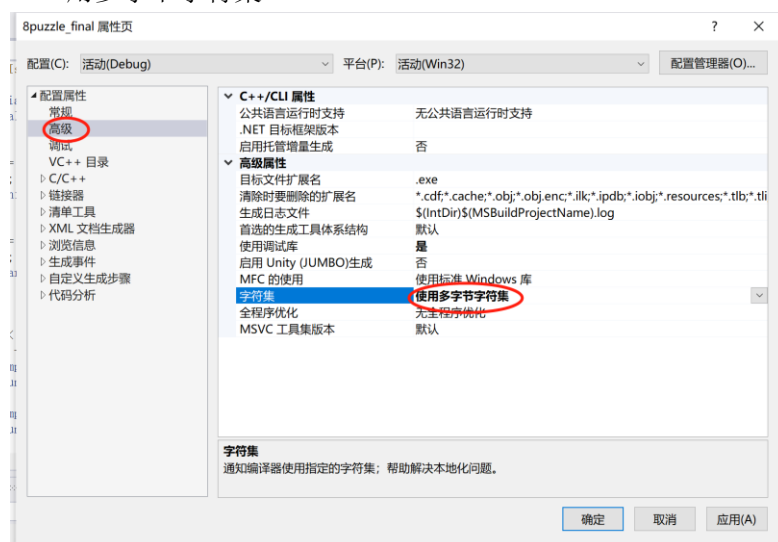 8puzzle_final 属性页 ? ×
配置(C): 活动(Debug) 平台(P): 活动(Win32) 配置管理器(O)...
配置属性
常规
高级
调试
VC++ 目录
C/C++
链接器
清单工具
XML 文档生成器
浏览信息
生成事件
自定义生成步骤
代码分析
C++/CLI 属性
公共语言运行时支持 无公共语言运行时支持
.NET 目标框架版本
启用托管增量生成 否
高级属性
目标文件扩展名 .exe
清除时要删除的扩展名 *.cdf;*.cache;*.obj;*.obj.enc;*.ilk;*.ipdb;*.iobj;*.resources;*.tlb;*.tli
生成日志文件 $(IntDir)$(MSBuildProjectName).log
首选的生成工具体系结构 默认
使用调试库 是
启用 Unity (JUMBO)生成 否
MFC 的使用 使用标准 Windows 库
字符集 使用多字节字符集
全程序优化 无全程序优化
MSVC 工具集版本 默认
字符集
通知编译器使用指定的字符集；帮助解决本地化问题。
确定 取消 应用(A)